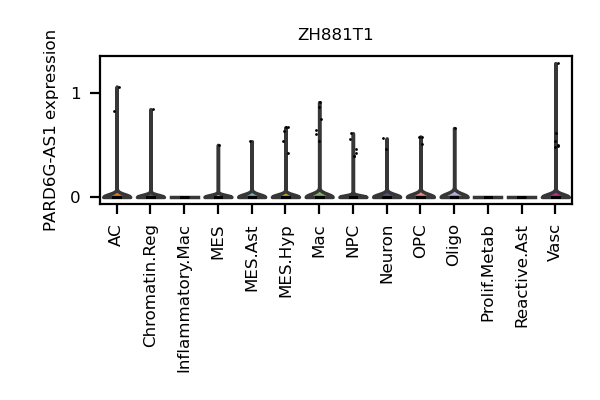 ZH881T1
PARD6G-AS1 expression
1
0
AC
Chromatin.Reg
Inflammatory.Mac
MES
MES.Ast
MES.Hyp
Mac
NPC
Neuron
OPC
Oligo
Prolif.Metab
Reactive.Ast
Vasc